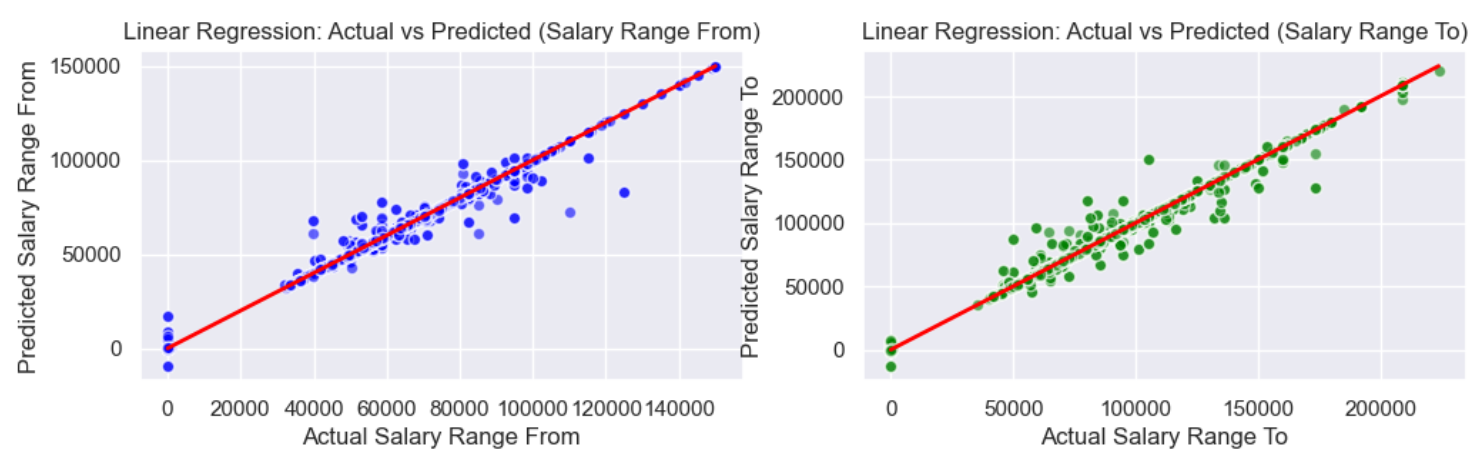 Linear Regression: Actual vs Predicted (Salary Range From)
150000
100000
50000
0
Predicted Salary Range From
0 20000 40000 60000 80000 100000 120000 140000
Actual Salary Range From
Linear Regression: Actual vs Predicted (Salary Range To)
200000
150000
100000
50000
0
Predicted Salary Range To
0 50000 100000 150000 200000
Actual Salary Range To